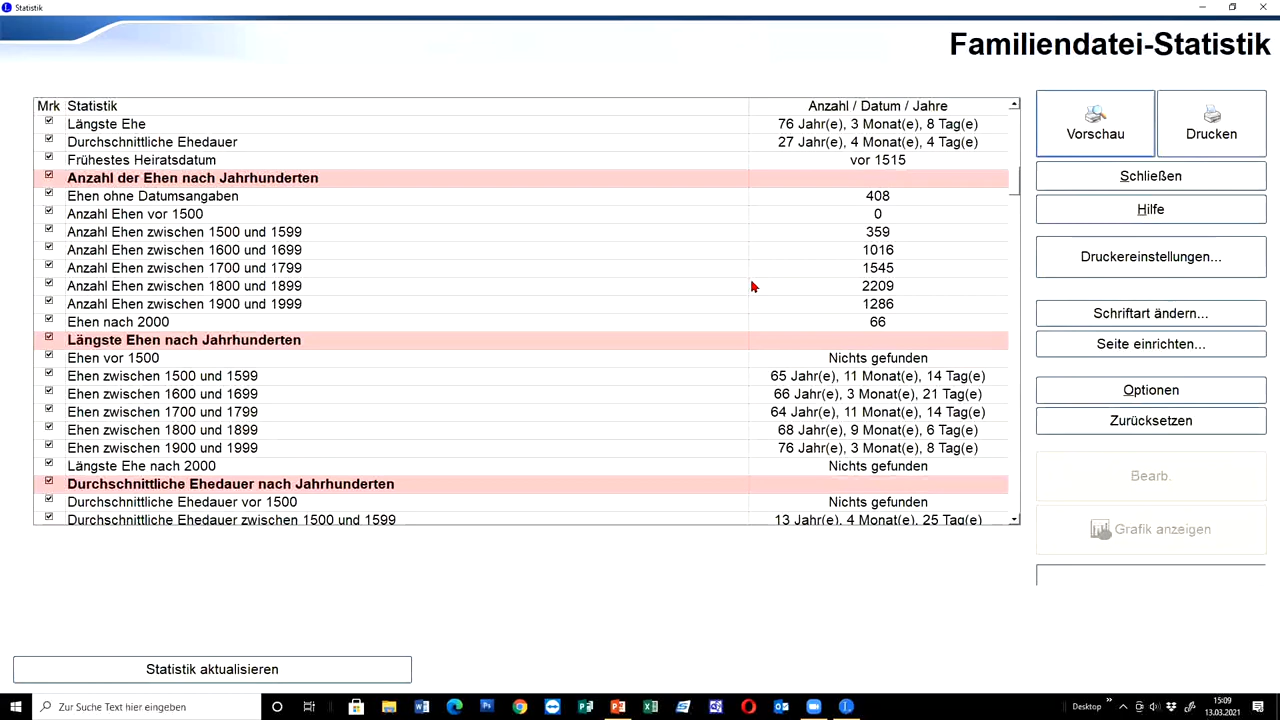 Statistik
Familiendatei-Statistik
Mrk Statistik Anzahl / Datum / Jahre
Längste Ehe 76 Jahr(e), 3 Monat(e), 8 Tag(e)
Durchschnittliche Ehedauer 27 Jahr(e), 4 Monat(e), 4 Tag(e)
Frühestes Heiratsdatum vor 1515
Anzahl der Ehen nach Jahrhunderten
Ehen ohne Datumsangaben 408
Anzahl Ehen vor 1500 0
Anzahl Ehen zwischen 1500 und 1599 359
Anzahl Ehen zwischen 1600 und 1699 1016
Anzahl Ehen zwischen 1700 und 1799 1545
Anzahl Ehen zwischen 1800 und 1899 2209
Anzahl Ehen zwischen 1900 und 1999 1286
Ehen nach 2000 66
Längste Ehen nach Jahrhunderten
Ehen vor 1500 Nichts gefunden
Ehen zwischen 1500 und 1599 65 Jahr(e), 11 Monat(e), 14 Tag(e)
Ehen zwischen 1600 und 1699 66 Jahr(e), 3 Monat(e), 21 Tag(e)
Ehen zwischen 1700 und 1799 64 Jahr(e), 11 Monat(e), 14 Tag(e)
Ehen zwischen 1800 und 1899 68 Jahr(e), 9 Monat(e), 6 Tag(e)
Ehen zwischen 1900 und 1999 76 Jahr(e), 3 Monat(e), 8 Tag(e)
Längste Ehe nach 2000 Nichts gefunden
Durchschnittliche Ehedauer nach Jahrhunderten
Durchschnittliche Ehedauer vor 1500 Nichts gefunden
Durchschnittliche Ehedauer zwischen 1500 und 1599 13 Jahr(e), 4 Monat(e), 25 Tag(e)
Vorschau
Drucken
Schließen
Hilfe
Druckereinstellungen...
Schriftart ändern...
Seite einrichten...
Optionen
Zurücksetzen
Bearb.
Grafik anzeigen
Statistik aktualisieren
Zur Suche Text hier eingeben
Desktop
15:09
13.03.2021